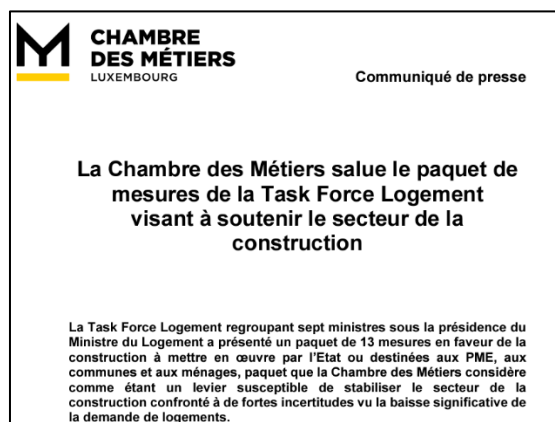 CHAMBRE
DES MÉTIERS
LUXEMBOURG
Communiqué de presse
La Chambre des Métiers salue le paquet de
mesures de la Task Force Logement
visant à soutenir le secteur de la
construction
La Task Force Logement regroupant sept ministres sous la présidence du
Ministre du Logement a présenté un paquet de 13 mesures en faveur de la
construction à mettre en œuvre par l'Etat ou destinées aux PME, aux
communes et aux ménages, paquet que la Chambre des Métiers considère
comme étant un levier susceptible de stabiliser le secteur de la
construction confronté à de fortes incertitudes vu la baisse significative de
la demande de logements.